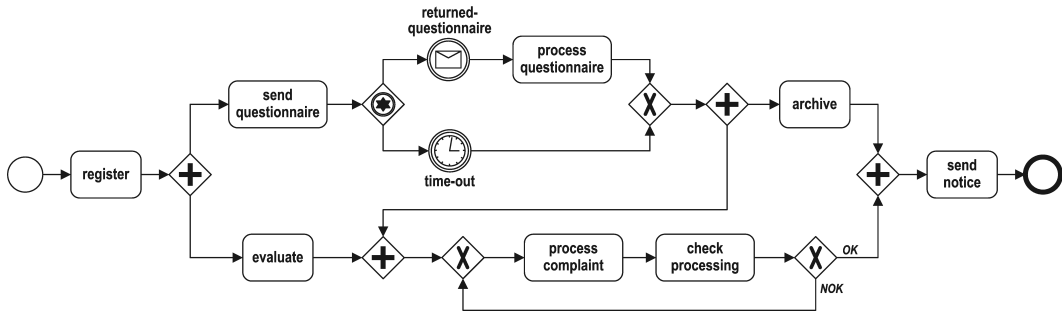 returned-
questionnaire
process
questionnaire
send
questionnaire
archive
time-out
register
send
notice
evaluate
process
complaint
check
processing
OK
NOK